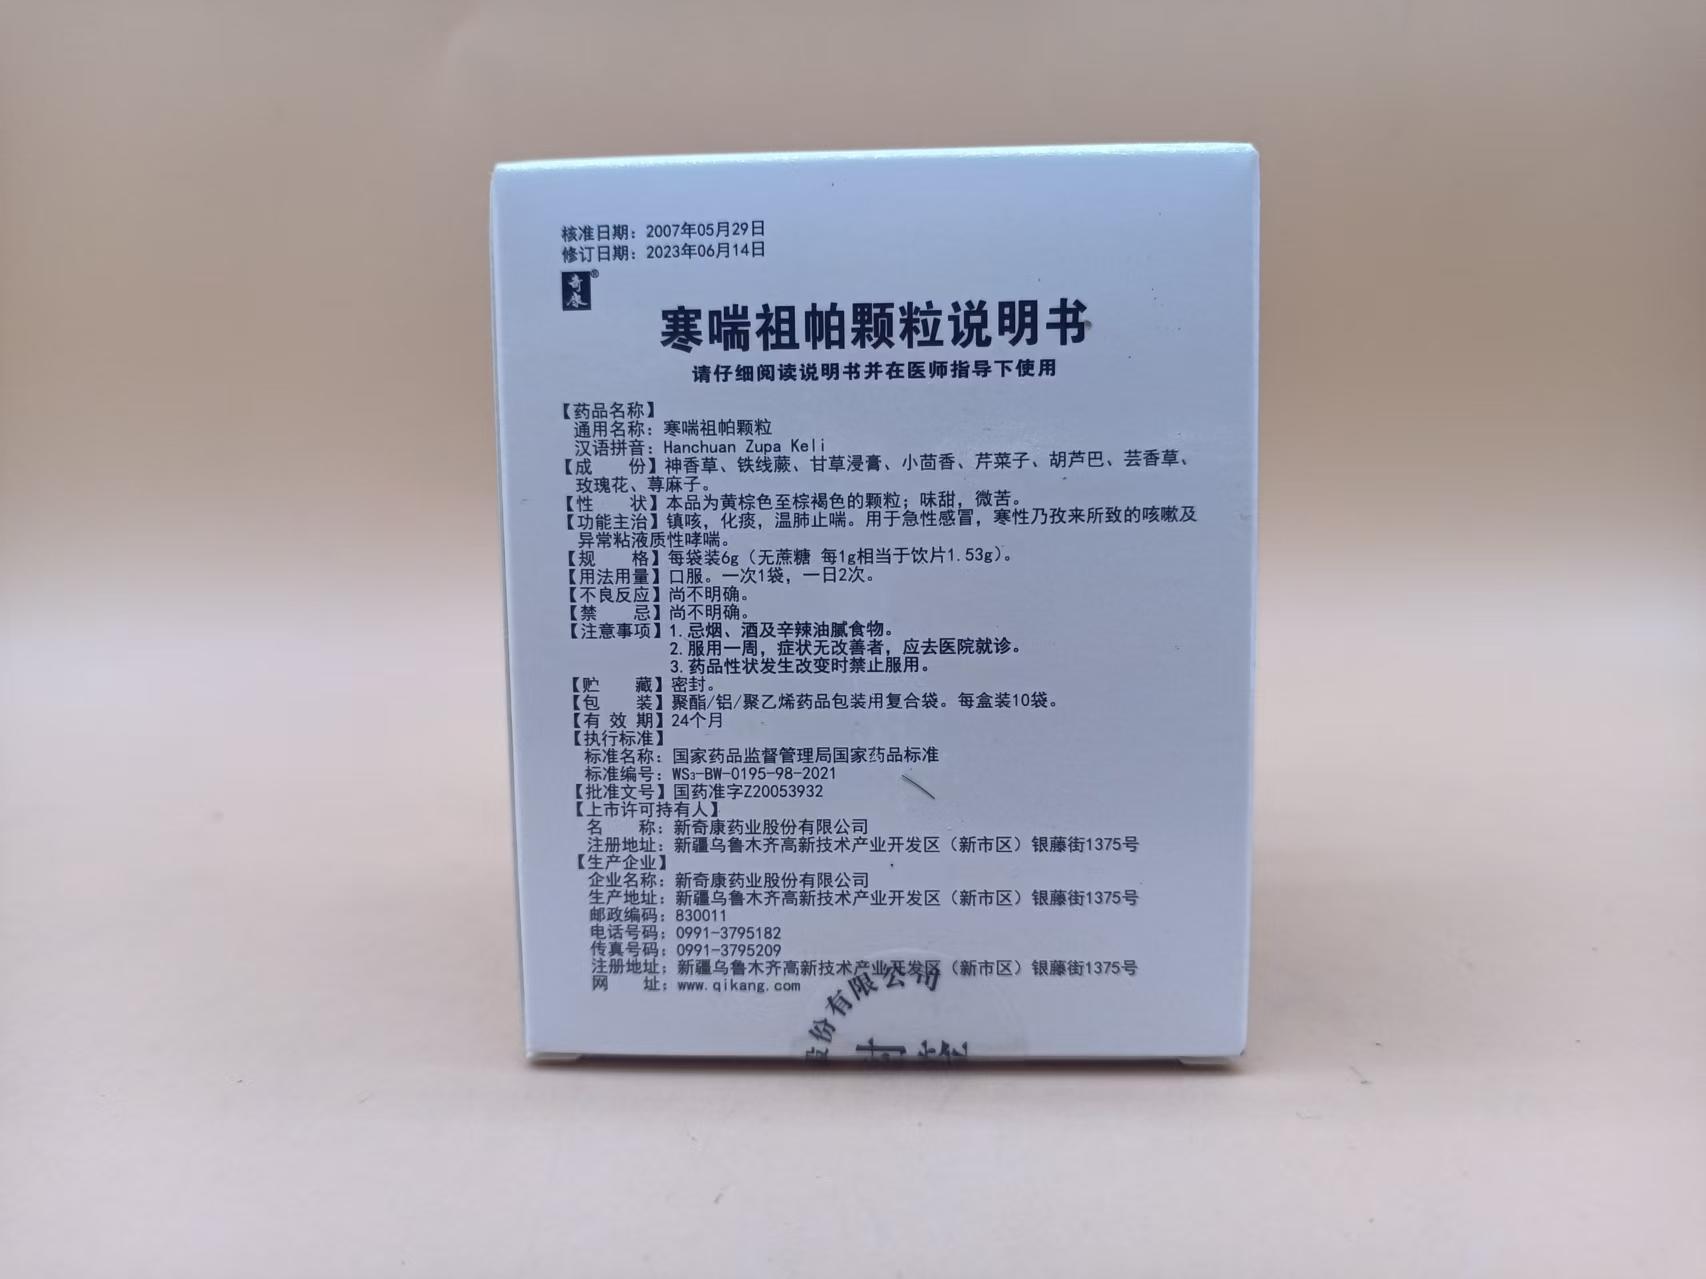 核准日期：2007年05月29日
修订日期：2023年06月14日
奇康®
寒喘祖帕颗粒说明书
请仔细阅读说明书并在医师指导下使用
【药品名称】
通用名称：寒喘祖帕颗粒
汉语拼音：Hanchuan Zupa Keli
【成 份】神香草、铁线蕨、甘草浸膏、小茴香、芹菜子、胡芦巴、芸香草、
玫瑰花、荨麻子。
【性 状】本品为黄棕色至棕褐色的颗粒；味甜，微苦。
【功能主治】镇咳，化痰，温肺止喘。用于急性感冒，寒性乃孜来所致的咳嗽及
异常粘液质性哮喘。
【规 格】每袋装6g（无蔗糖 每1g相当于饮片1.53g）。
【用法用量】口服。一次1袋，一日2次。
【不良反应】尚不明确。
【禁 忌】尚不明确。
【注意事项】1.忌烟、酒及辛辣油腻食物。
2.服用一周，症状无改善者，应去医院就诊。
3.药品性状发生改变时禁止服用。
【贮 藏】密封。
【包 装】聚酯/铝/聚乙烯药品包装用复合袋。每盒装10袋。
【有 效 期】24个月
【执行标准】
标准名称：国家药品监督管理局国家药品标准
标准编号：WS₃-BW-0195-98-2021
【批准文号】国药准字Z20053932
【上市许可持有人】
名 称：新奇康药业股份有限公司
注册地址：新疆乌鲁木齐高新技术产业开发区（新市区）银藤街1375号
【生产企业】
企业名称：新奇康药业股份有限公司
生产地址：新疆乌鲁木齐高新技术产业开发区（新市区）银藤街1375号
邮政编码：830011
电话号码：0991-3795182
传真号码：0991-3795209
注册地址：新疆乌鲁木齐高新技术产业开发区（新市区）银藤街1375号
网 址：www.qikang.com
股份有限公司